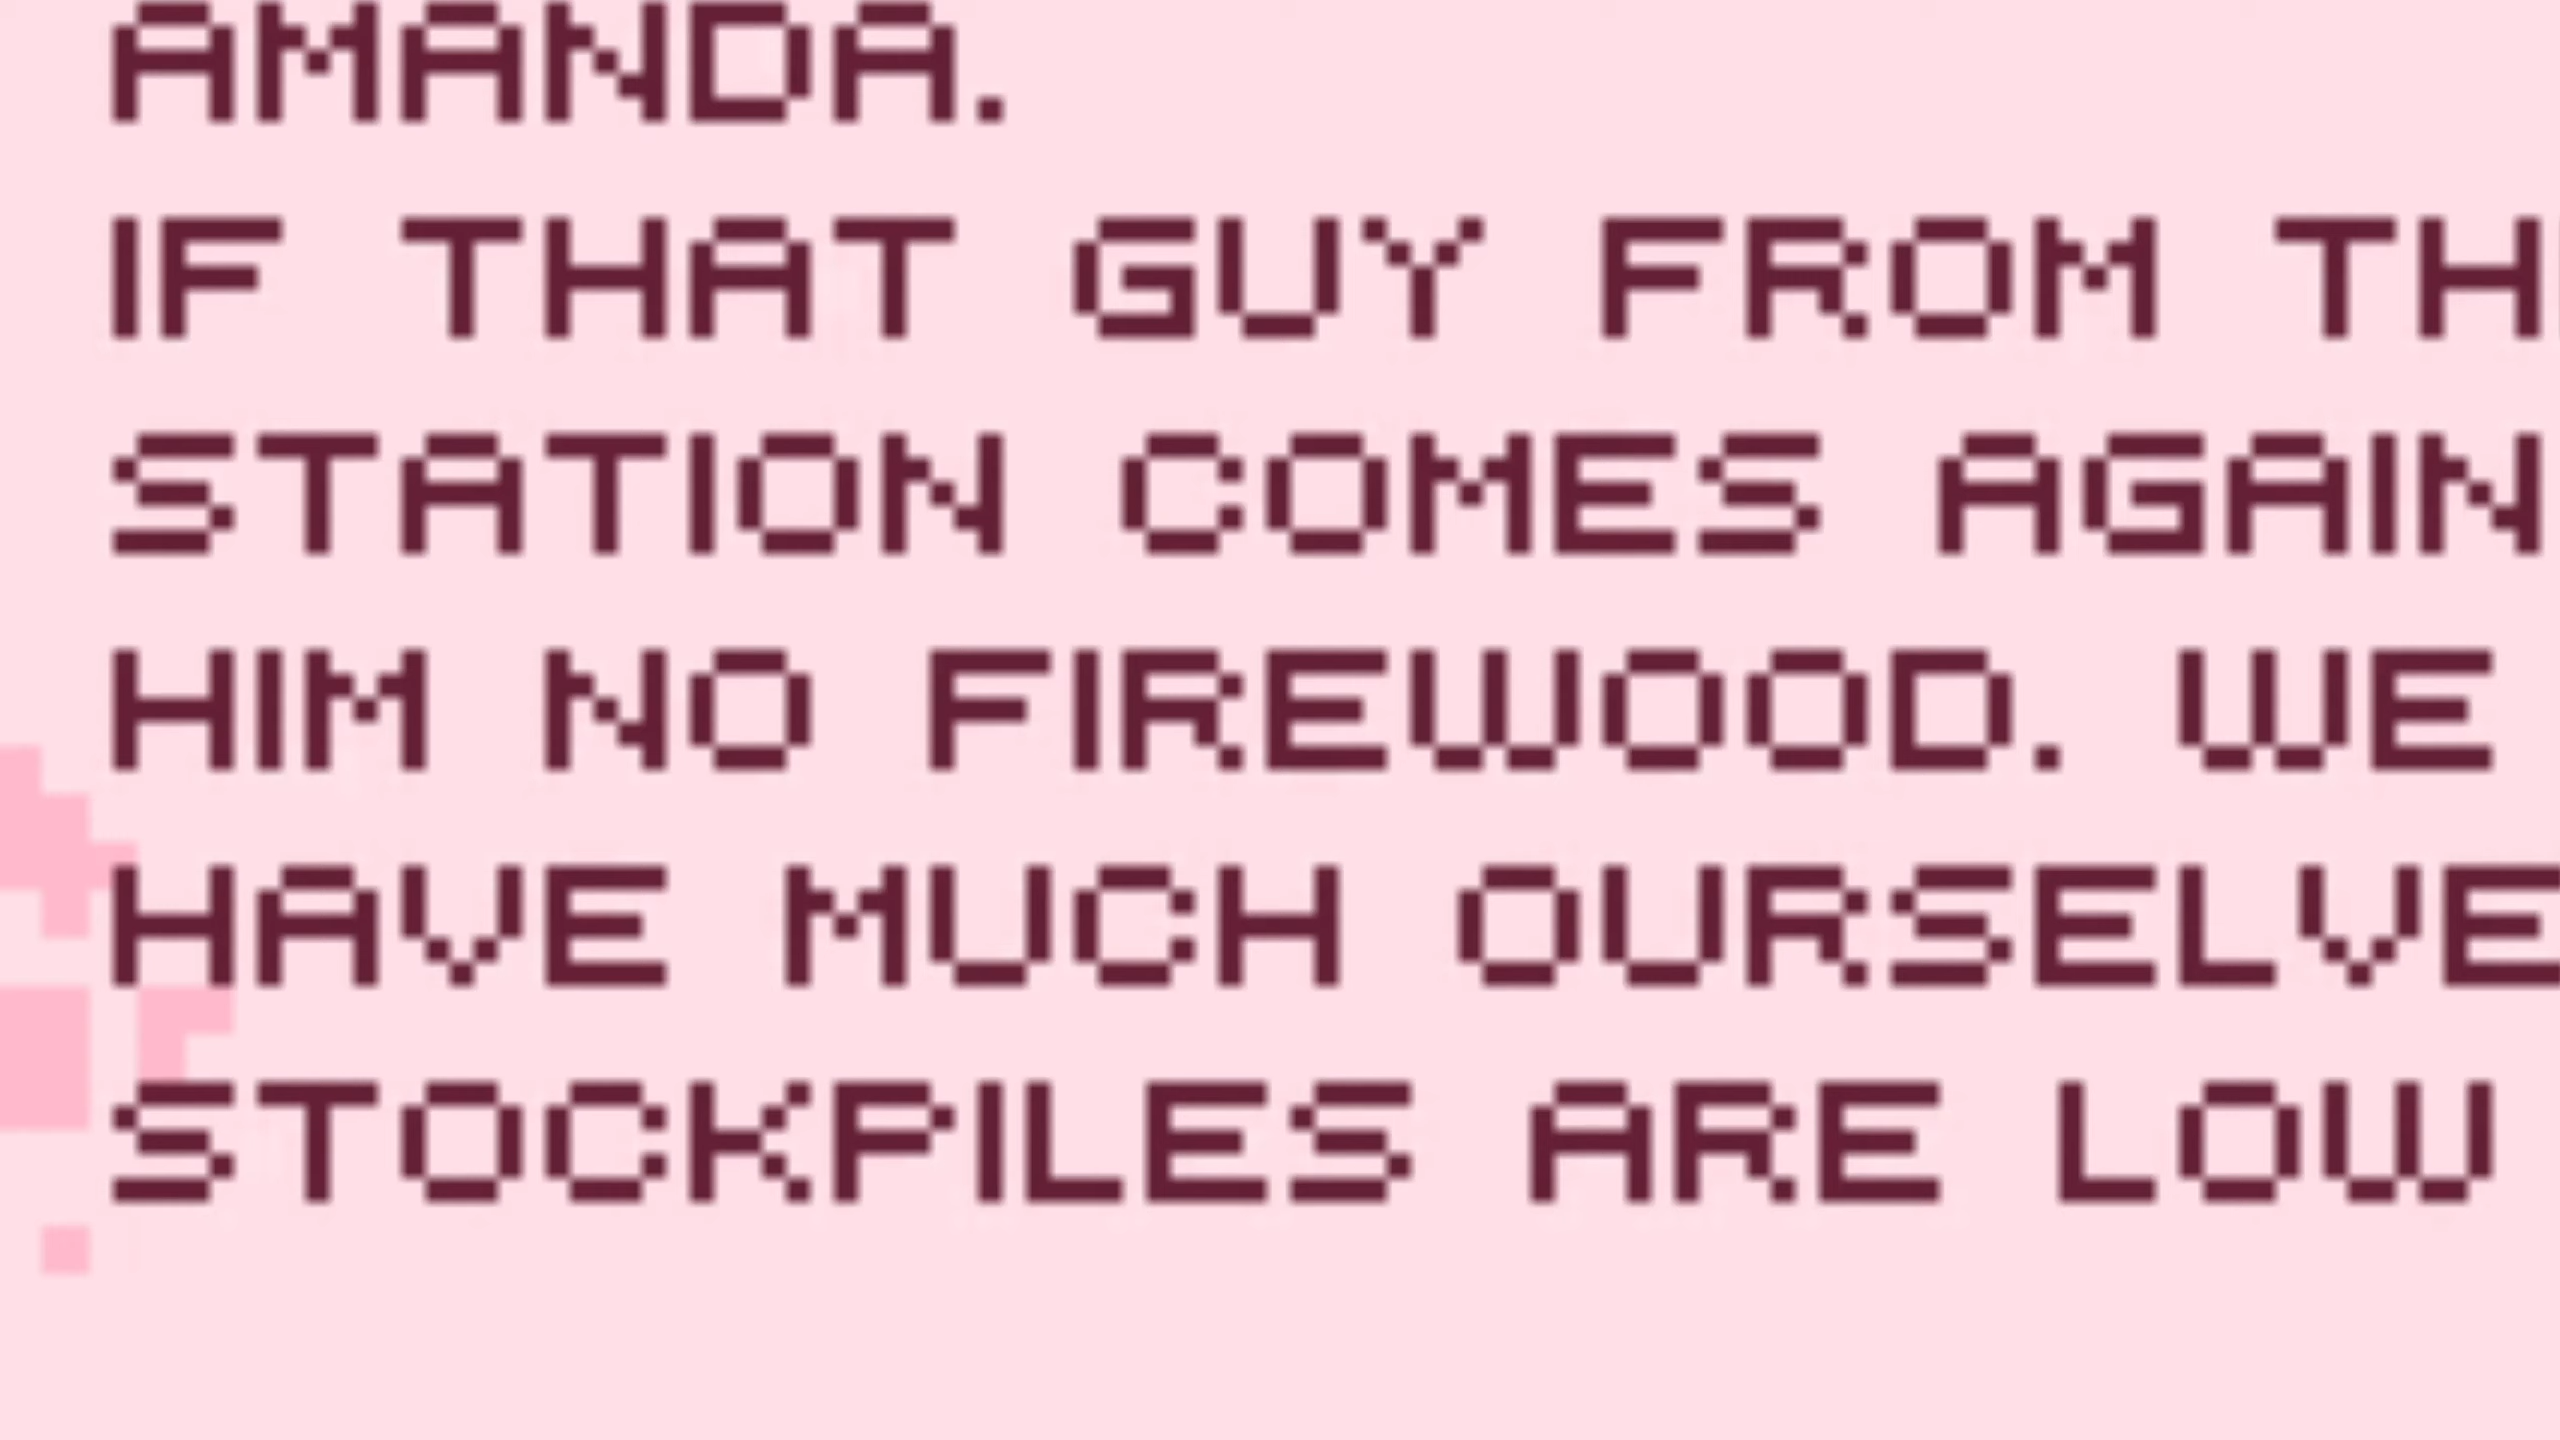 AMANDA.
IF THAT GUY FROM TH
STATION COMES AGAIN
HIM NO FIREWOOD. WE
HAVE MUCH OURSELVE
STOCKPILES ARE LOW